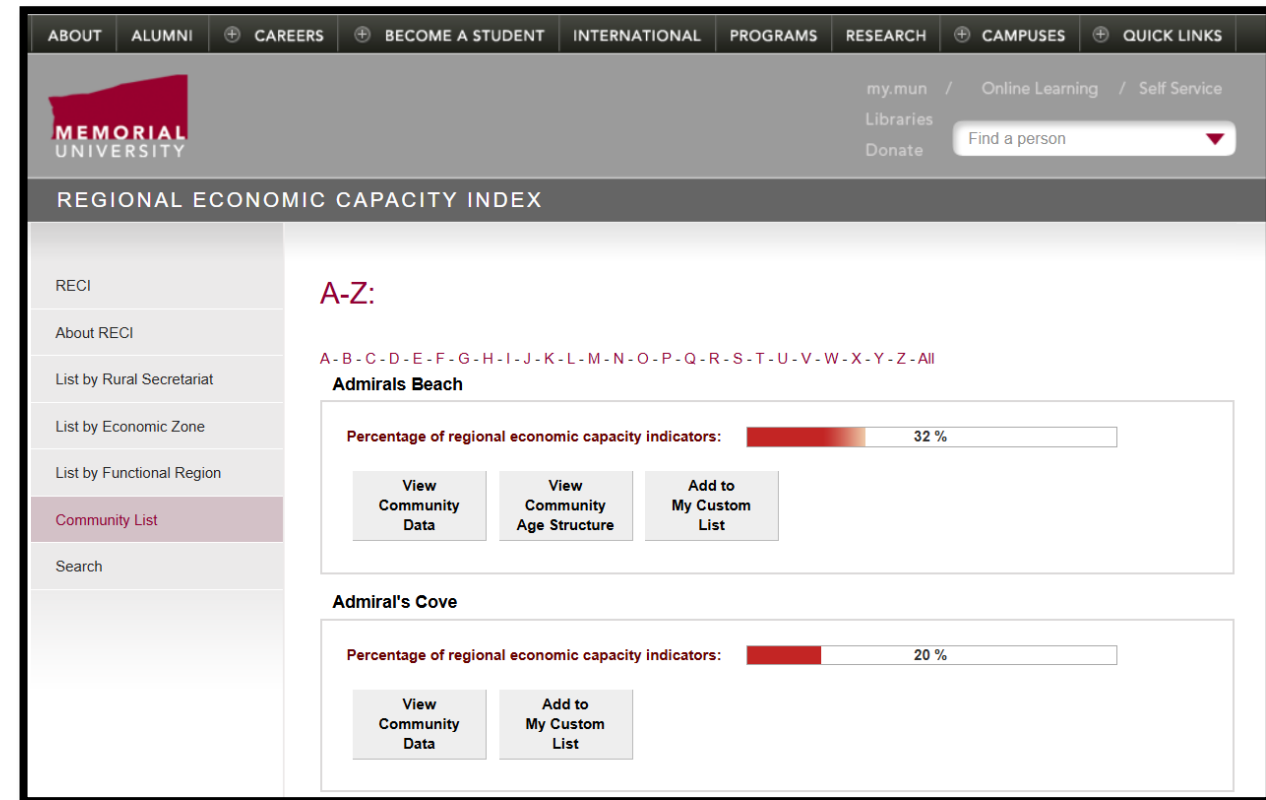 ABOUT ALUMNI CAREERS BECOME A STUDENT INTERNATIONAL PROGRAMS RESEARCH CAMPUSES QUICK LINKS
MEMORIAL
UNIVERSITY
my.mun / Online Learning / Self Service
Libraries
Donate
Find a person
REGIONAL ECONOMIC CAPACITY INDEX
RECI
About RECI
List by Rural Secretariat
List by Economic Zone
List by Functional Region
Community List
Search
A-Z:
A - B - C - D - E - F - G - H - I - J - K - L - M - N - O - P - Q - R - S - T - U - V - W - X - Y - Z - All
Admirals Beach
Percentage of regional economic capacity indicators: 32 %
View
Community
Data
View
Community
Age Structure
Add to
My Custom
List
Admiral's Cove
Percentage of regional economic capacity indicators: 20 %
View
Community
Data
Add to
My Custom
List